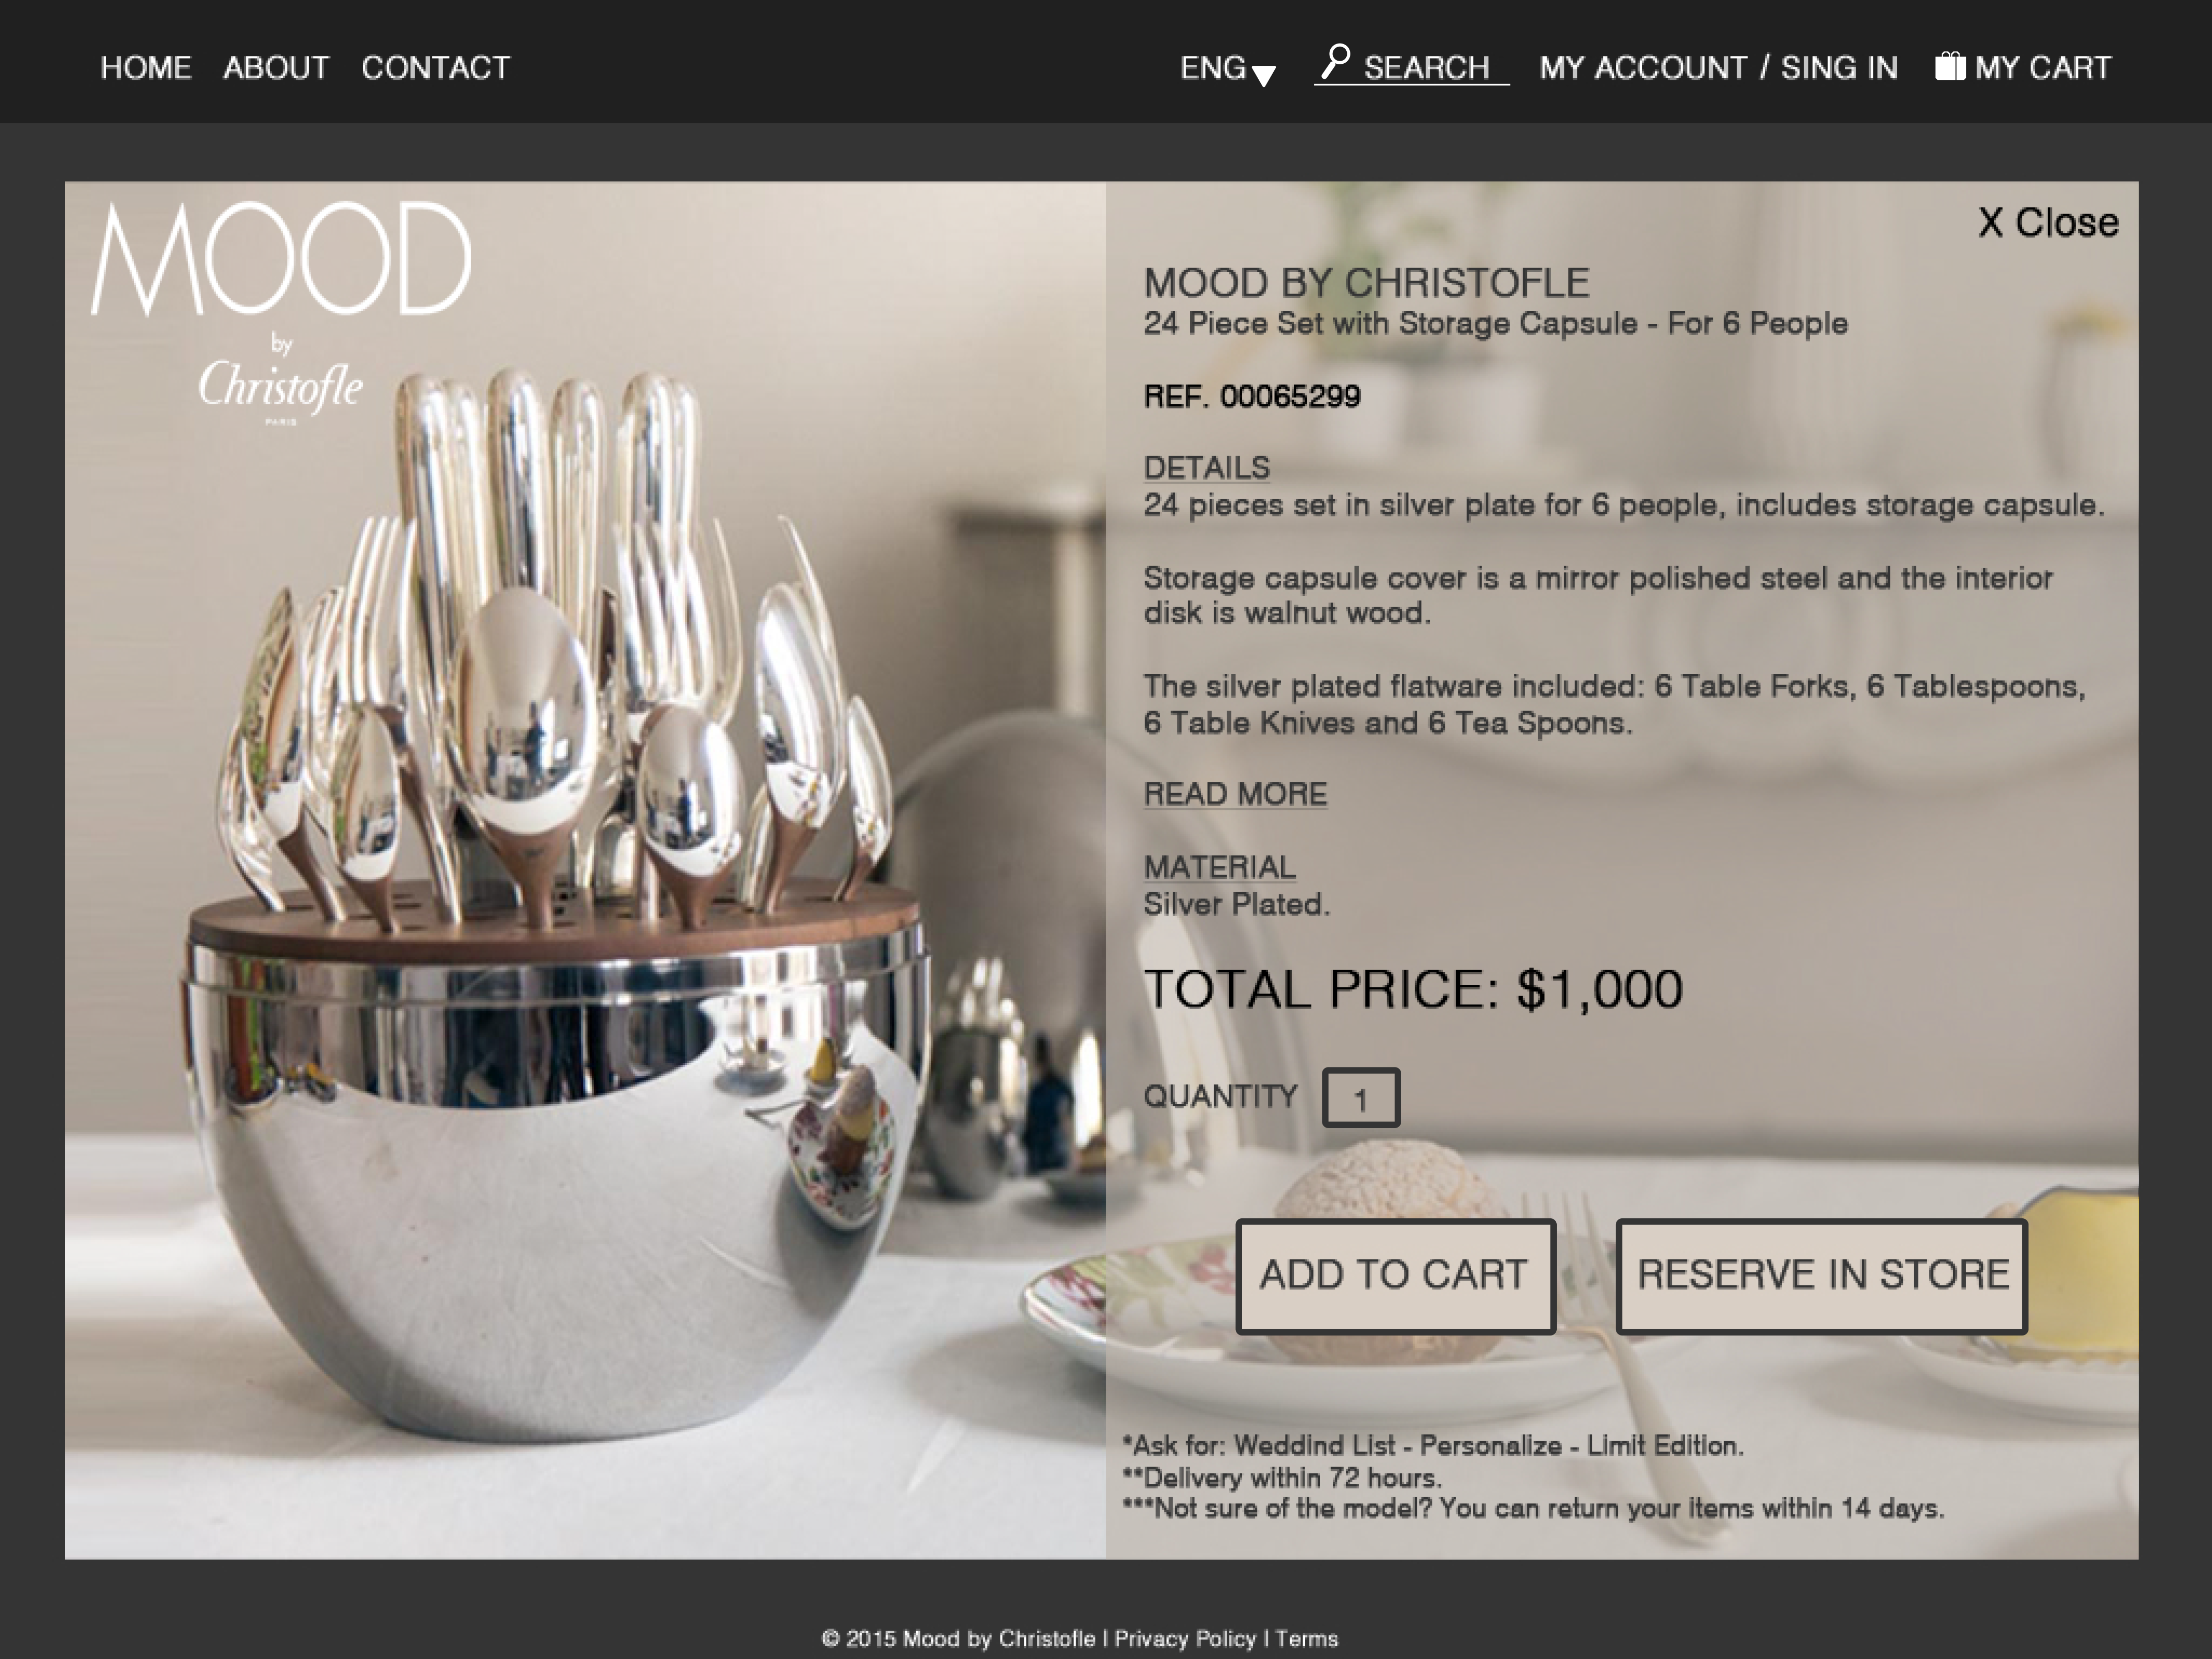 HOME ABOUT CONTACT ENG SEARCH MY ACCOUNT / SING IN MY CART
MOOD
by
Christofle
PARIS
X Close
MOOD BY CHRISTOFLE
24 Piece Set with Storage Capsule - For 6 People
REF. 00065299
DETAILS
24 pieces set in silver plate for 6 people, includes storage capsule.
Storage capsule cover is a mirror polished steel and the interior
disk is walnut wood.
The silver plated flatware included: 6 Table Forks, 6 Tablespoons,
6 Table Knives and 6 Tea Spoons.
READ MORE
MATERIAL
Silver Plated.
TOTAL PRICE: $1,000
QUANTITY 1
ADD TO CART RESERVE IN STORE
*Ask for: Weddind List - Personalize - Limit Edition.
**Delivery within 72 hours.
***Not sure of the model? You can return your items within 14 days.
© 2015 Mood by Christofle | Privacy Policy | Terms